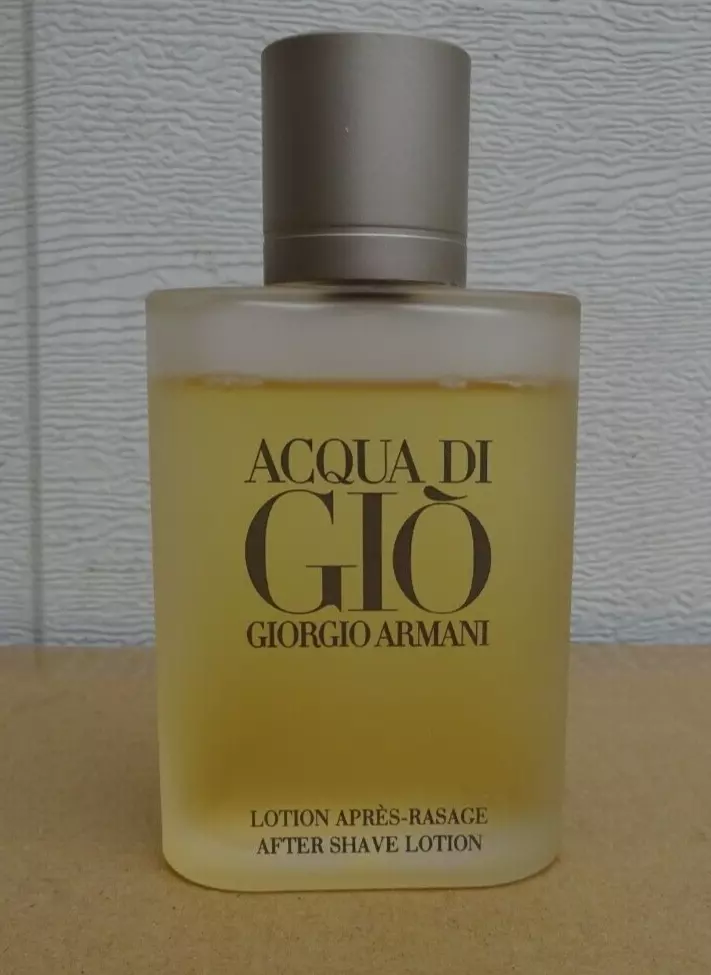 ACQUA DI
GIÒ
GIORGIO ARMANI
LOTION APRÈS-RASAGE
AFTER SHAVE LOTION